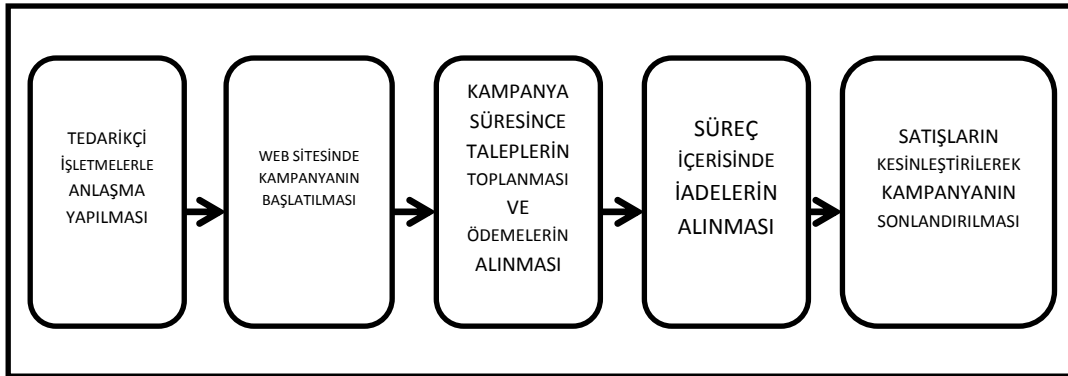 TEDARİKÇİ
İŞLETMELERLE
ANLAŞMA
YAPILMASI
WEB SİTESİNDE
KAMPANYANIN
BAŞLATILMASI
KAMPANYA
SÜRESİNCE
TALEPLERİN
TOPLANMASI
VE
ÖDEMELERİN
ALINMASI
SÜREÇ
İÇERİSİNDE
İADELERİN
ALINMASI
SATIŞLARIN
KESİNLEŞTİRİLEREK
KAMPANYANIN
SONLANDIRILMASI